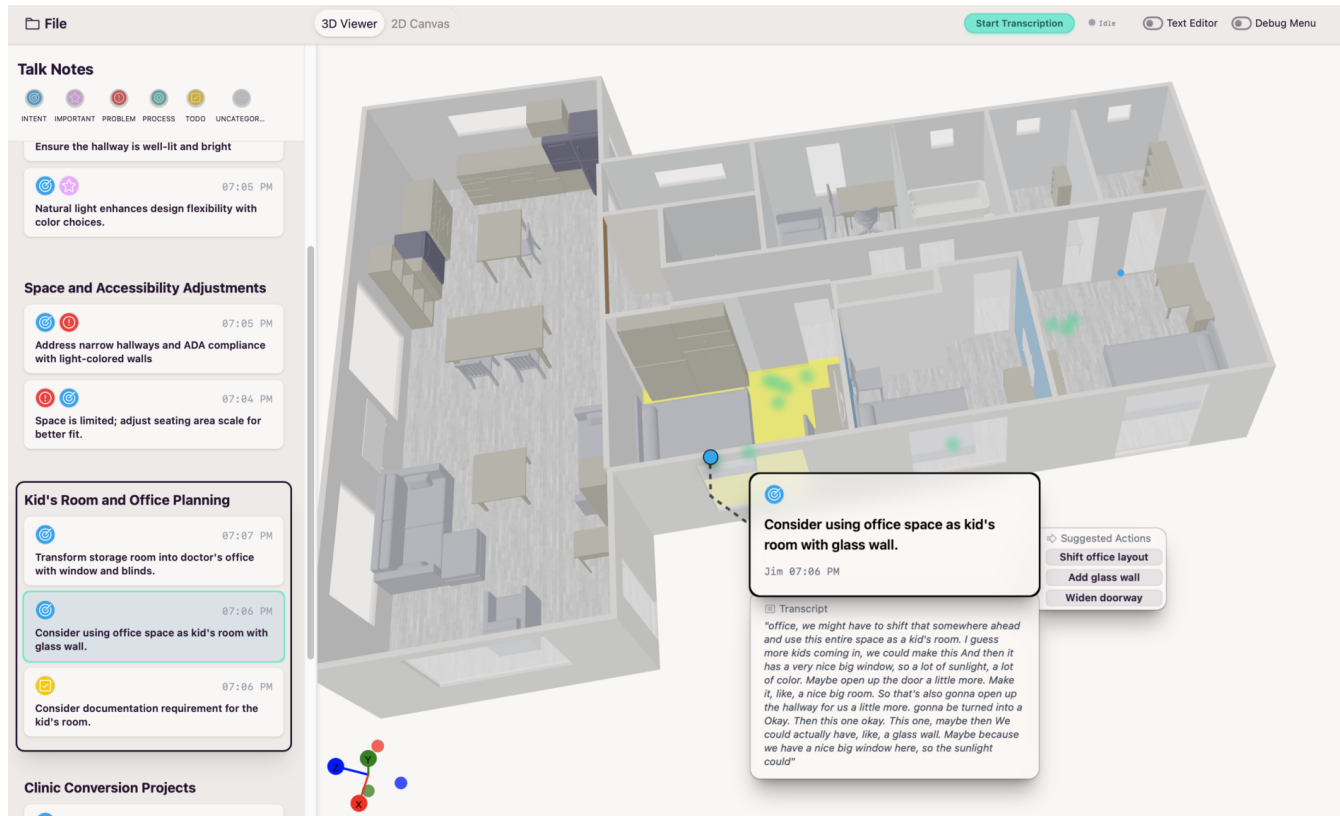 File
3D Viewer
2D Canvas
Start Transcription
Idle
Text Editor
Debug Menu
Talk Notes
INTENT
IMPORTANT
PROBLEM
PROCESS
TODO
UNCATEGOR...
Ensure the hallway is well-lit and bright
07:05 PM
Natural light enhances design flexibility with
color choices.
Space and Accessibility Adjustments
07:05 PM
Address narrow hallways and ADA compliance
with light-colored walls
07:04 PM
Space is limited; adjust seating area scale for
better fit.
Kid's Room and Office Planning
07:07 PM
Transform storage room into doctor's office
with window and blinds.
07:06 PM
Consider using office space as kid's room with
glass wall.
07:06 PM
Consider documentation requirement for the
kid's room.
Clinic Conversion Projects
Consider using office space as kid's
room with glass wall.
Jim 07:06 PM
Suggested Actions
Shift office layout
Add glass wall
Widen doorway
Transcript
"office, we might have to shift that somewhere ahead
and use this entire space as a kid's room. I guess
more kids coming in, we could make this And then it
has a very nice big window, so a lot of sunlight, a lot
of color. Maybe open up the door a little more. Make
it, like, a nice big room. So that's also gonna open up
the hallway for us a little more. gonna be turned into a
Okay. Then this one okay. This one, maybe then We
could actually have, like, a glass wall. Maybe because
we have a nice big window here, so the sunlight
could"
Z
Y
X